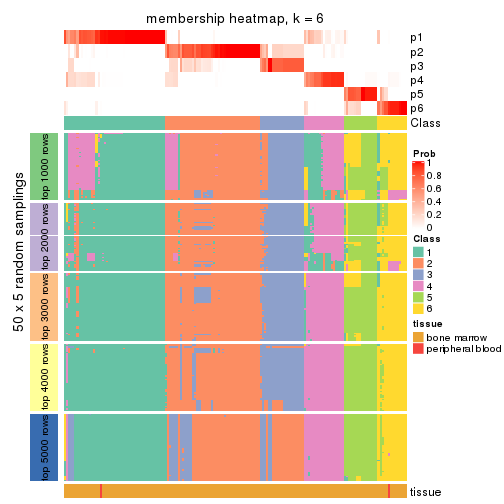 membership heatmap, k = 6
p1
p2
p3
p4
p5
p6
Class
50 x 5 random samplings
top 1000 rows
top 2000 rows
top 3000 rows
top 4000 rows
top 5000 rows
Prob
1
0.8
0.6
0.4
0.2
0
Class
1
2
3
4
5
6
tissue
bone marrow
peripheral blood
tissue